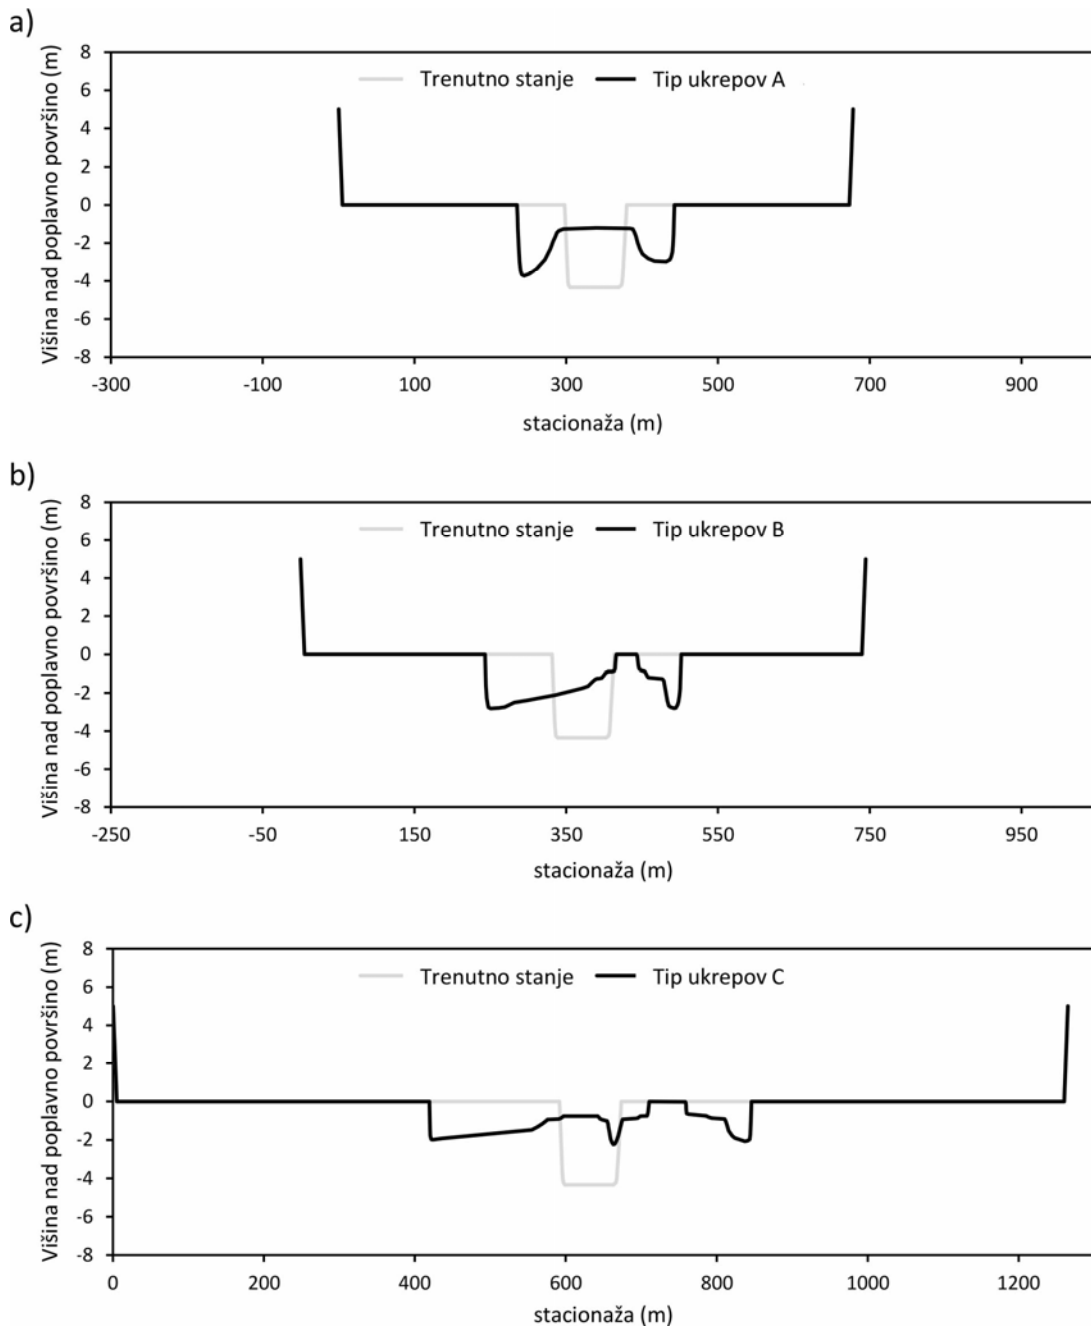 a)
Višina nad poplavno površino (m)
8
6
4
2
0
-2
-4
-6
-8
Trenutno stanje Tip ukrepov A
-300 -100 100 300 500 700 900
stacionaža (m)
b)
Višina nad poplavno površino (m)
8
6
4
2
0
-2
-4
-6
-8
Trenutno stanje Tip ukrepov B
-250 -50 150 350 550 750 950
stacionaža (m)
c)
Višina nad poplavno površino (m)
8
6
4
2
0
-2
-4
-6
-8
Trenutno stanje Tip ukrepov C
0 200 400 600 800 1000 1200
stacionaža (m)